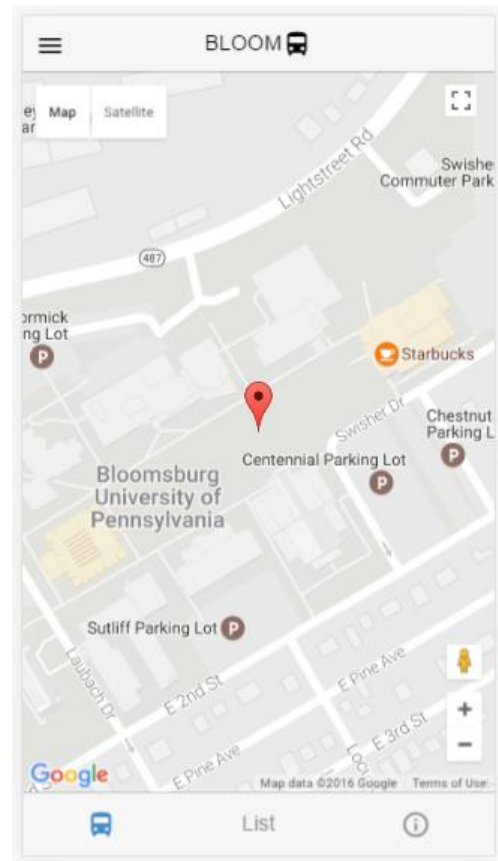 BLOOM
Map Satellite
Lightstreet Rd
Swishe
Commuter Park
487
ormick
ng Lot
P
Starbucks
Swisher Dr
Chestnut
Parking L
P
Centennial Parking Lot
P
Bloomsburg
University of
Pennsylvania
Sutliff Parking Lot P
Laubach Dr
E 2nd St
E Pine Ave
E 3rd St
E Pine Ave
Google
Map data ©2016 Google Terms of Use
List